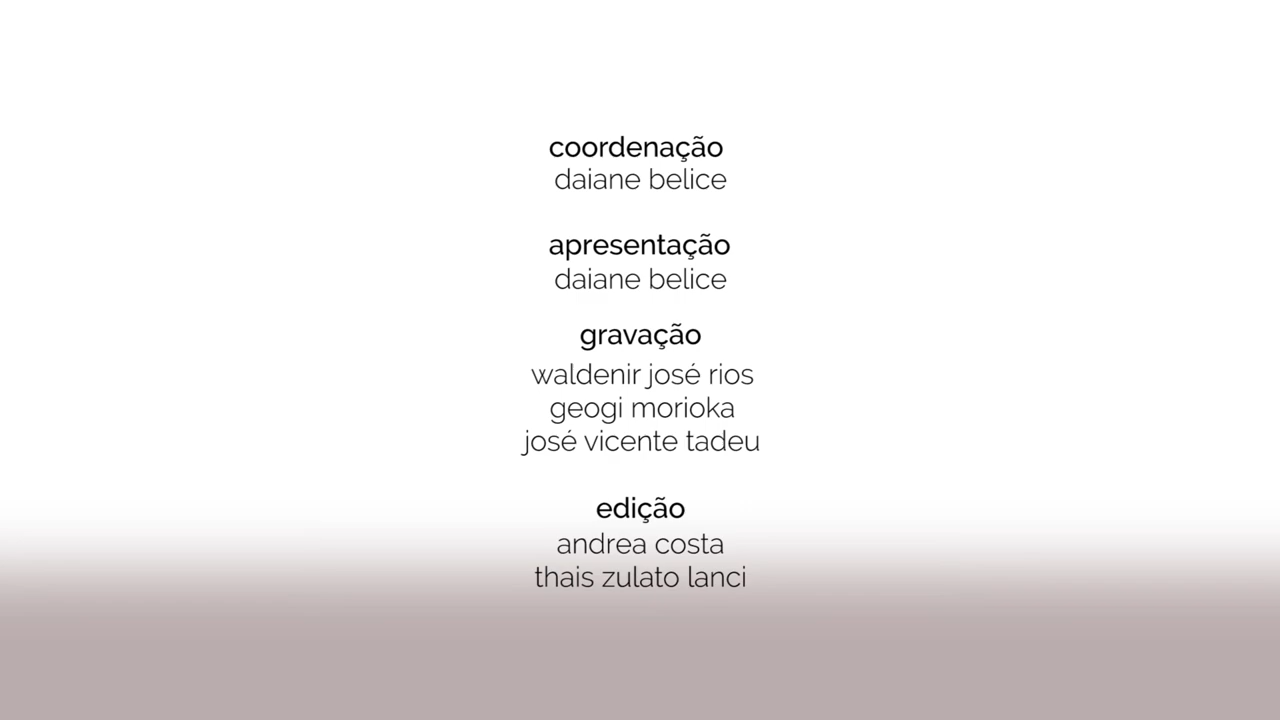 coordenação
daiane belice
apresentação
daiane belice
gravação
waldenir josé rios
geogi morioka
josé vicente tadeu
edição
andrea costa
thais zulato lanci